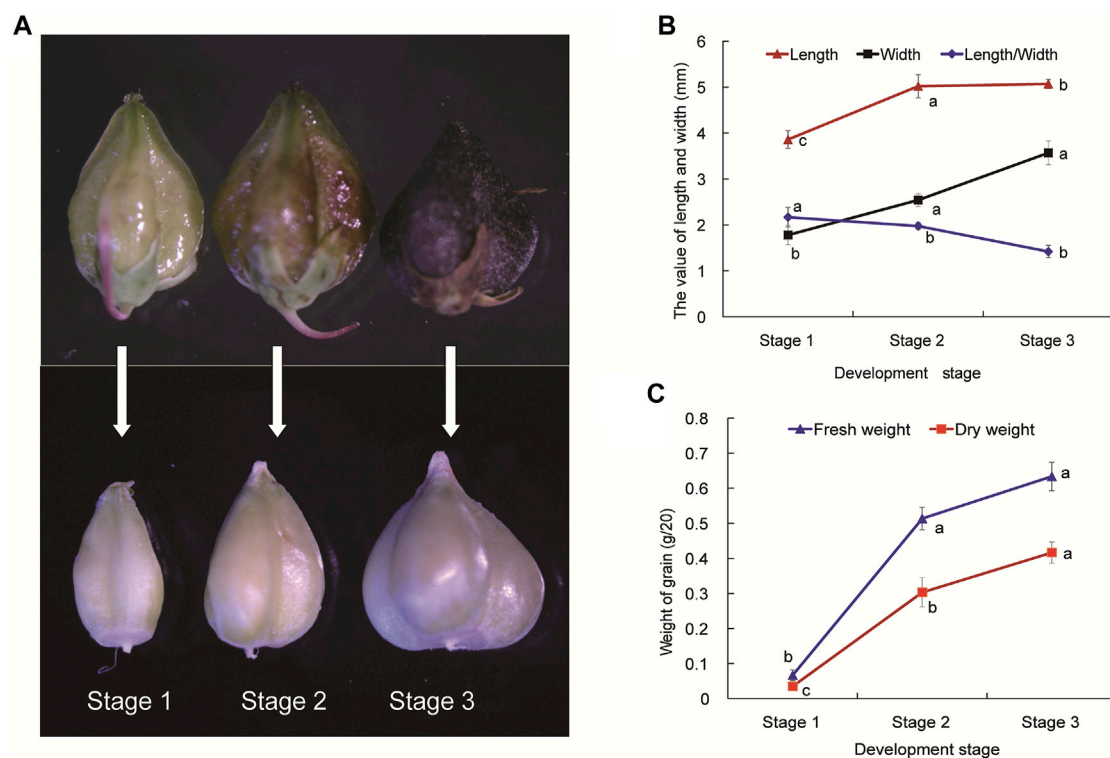 A
Stage 1 Stage 2 Stage 3
B
The value of length and width (mm)
6
5
4
3
2
1
0
Length Width Length/Width
c a b
a b
b a a
b b
Stage 1 Stage 2 Stage 3
Development stage
C
Weight of grain (g/20)
0.8
0.7
0.6
0.5
0.4
0.3
0.2
0.1
0
Fresh weight Dry weight
b a a
c b a
Stage 1 Stage 2 Stage 3
Development stage